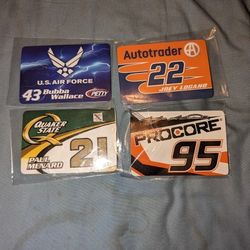 U.S. AIR FORCE
43 Bubba Wallace
PETTY
Autotrader
22
JOEY LOGANO
QUAKER STATE
21
PAUL MENARD
PROCORE
95